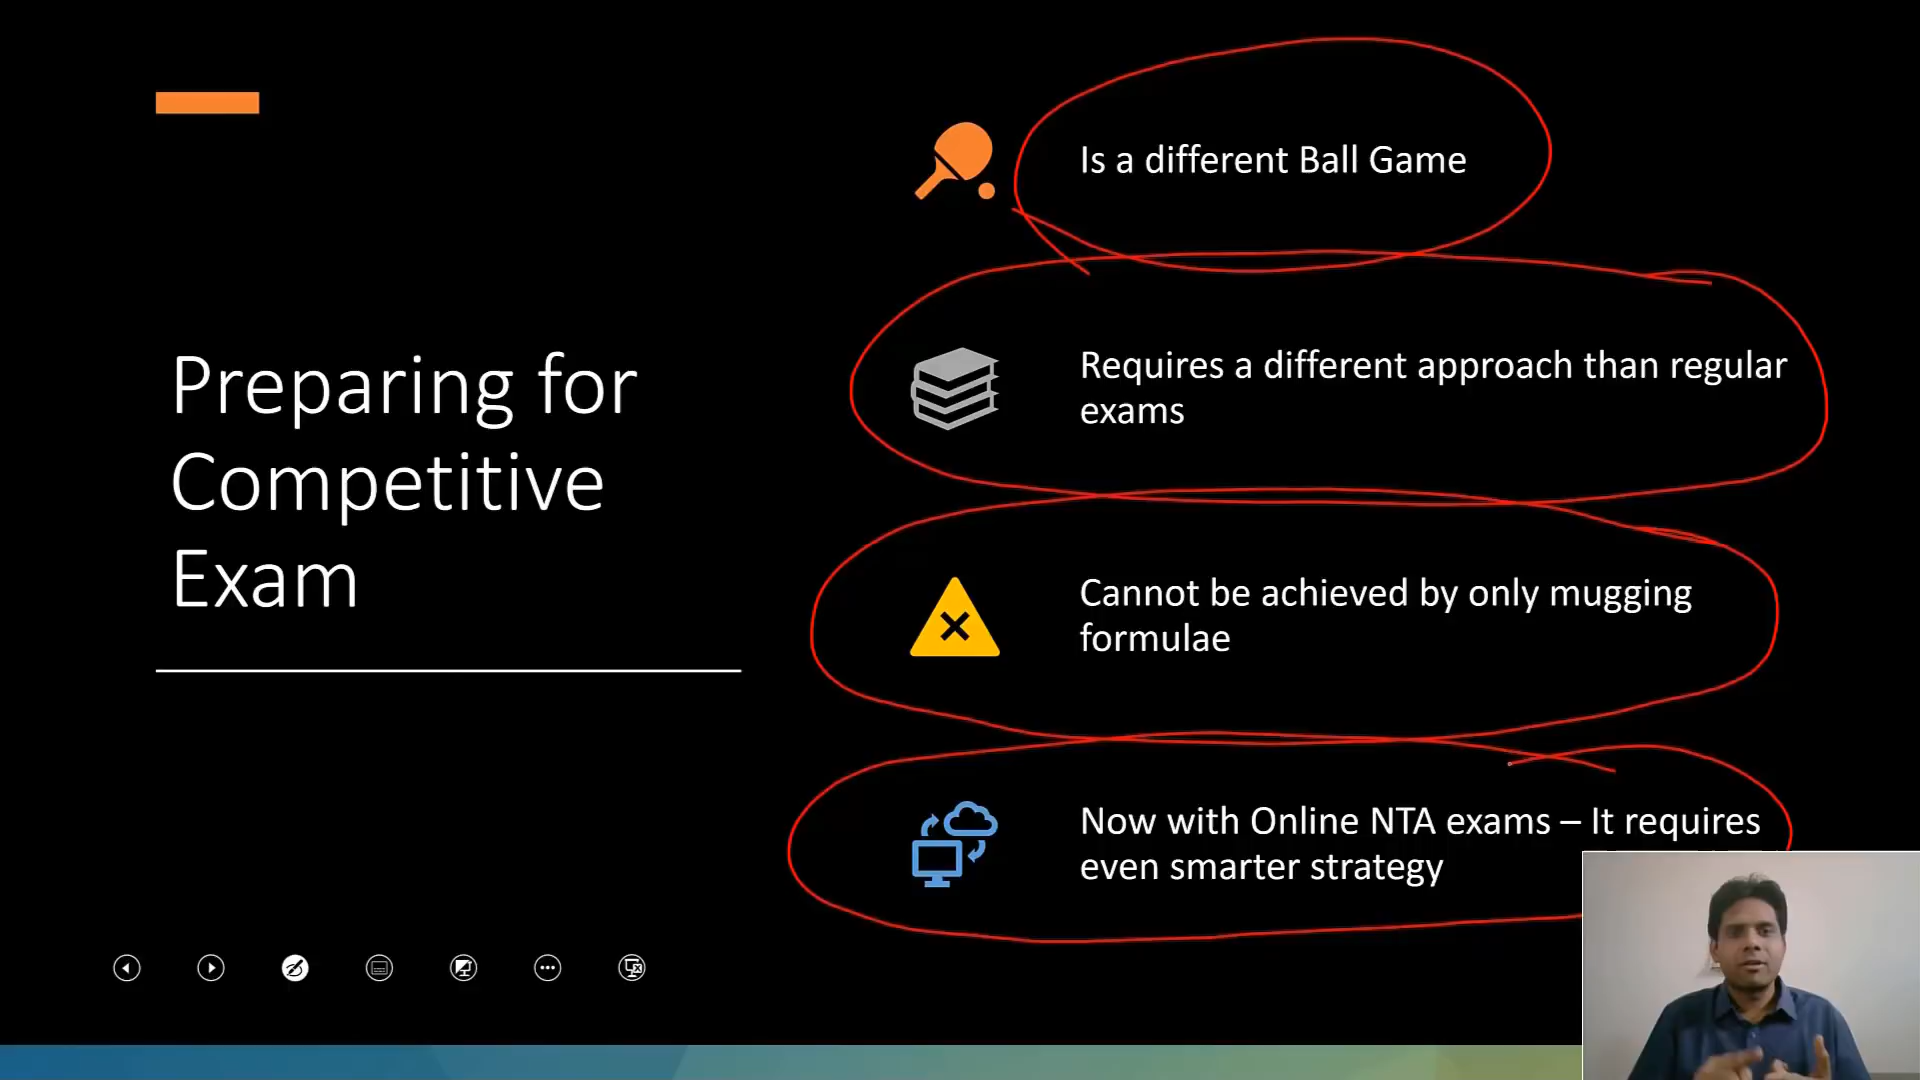 Preparing for
Competitive
Exam
Is a different Ball Game
Requires a different approach than regular
exams
Cannot be achieved by only mugging
formulae
Now with Online NTA exams – It requires
even smarter strategy